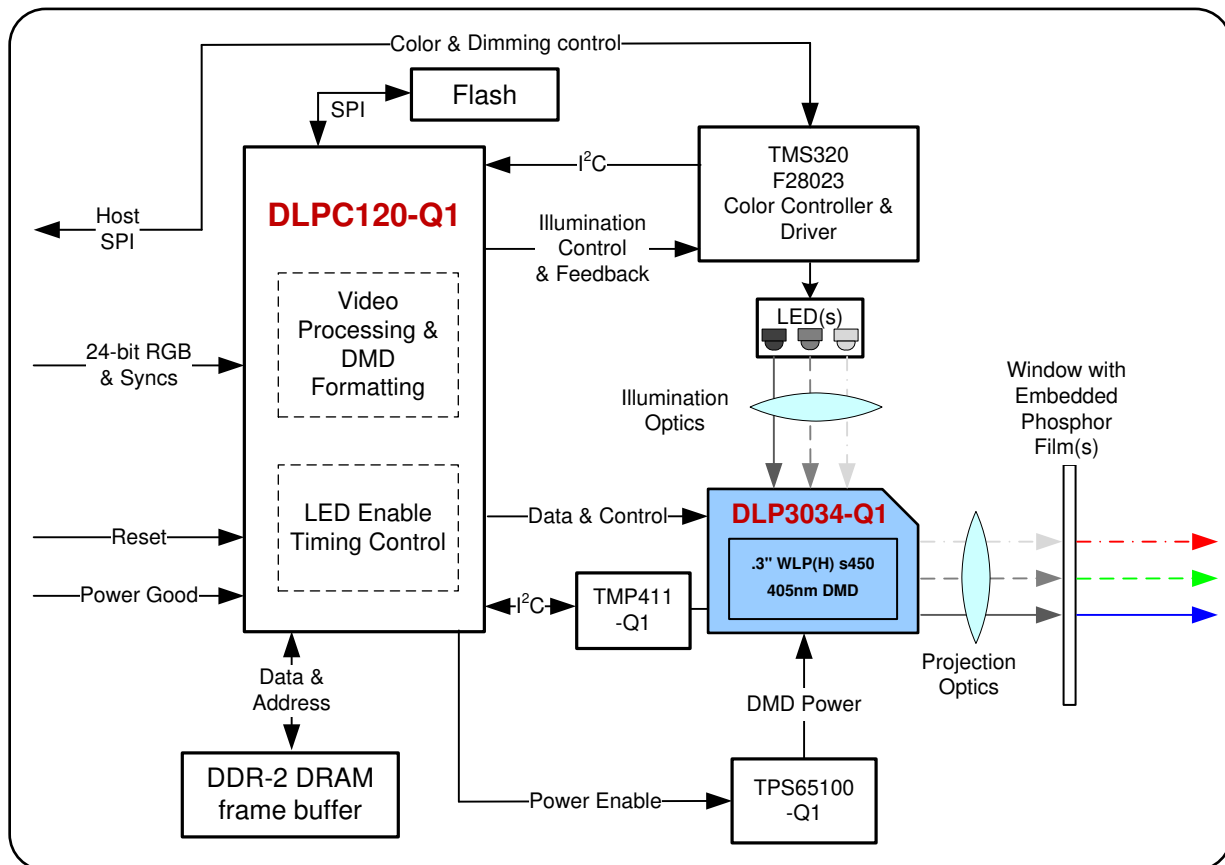 Color & Dimming control
Flash
SPI
TMS320
F28023
Color Controller &
Driver
I²C
DLPC120-Q1
Host
SPI
Illumination
Control
& Feedback
Video
Processing &
DMD
Formatting
LED(s)
24-bit RGB
& Syncs
Illumination
Optics
Window with
Embedded
Phosphor
Film(s)
LED Enable
Timing Control
Data & Control
DLP3034-Q1
.3" WLP(H) s450
405nm DMD
Reset
Power Good
I²C
TMP411
-Q1
Projection
Optics
Data &
Address
DMD Power
DDR-2 DRAM
frame buffer
Power Enable
TPS65100
-Q1